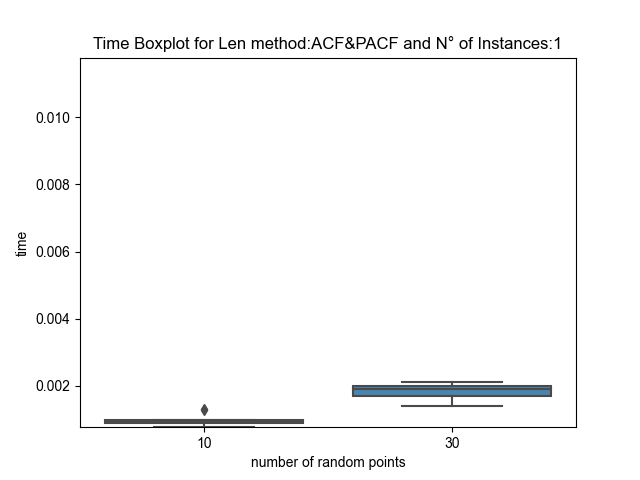 Time Boxplot for Len method:ACF&PACF and N° of Instances:1
0.010
0.008
0.006
0.004
0.002
time
10 30
number of random points